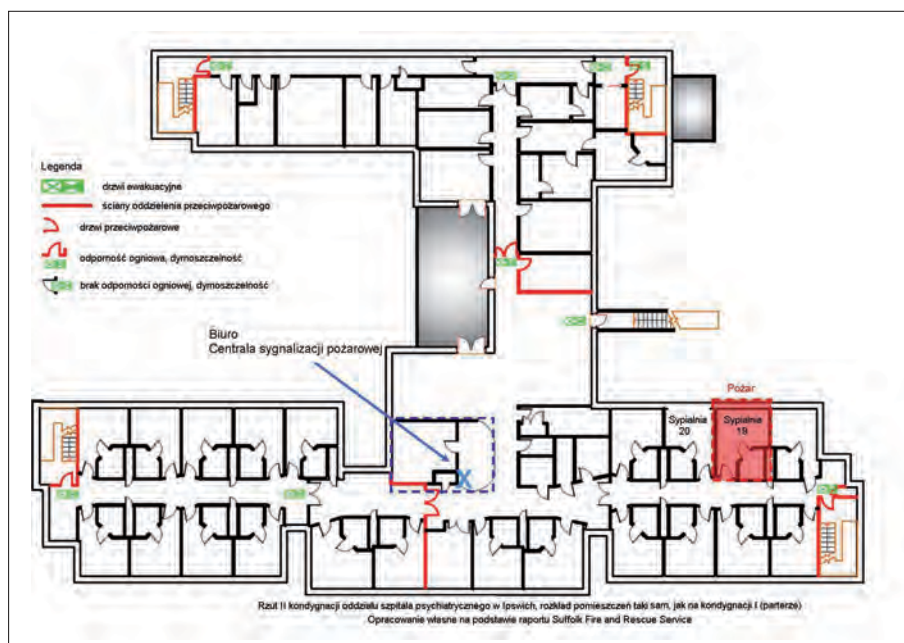 Legenda
drzwi ewakuacyjne
ściany oddzielenia przeciwpożarowego
drzwi przeciwpożarowe
odporność ogniowa, dymoszczelność
brak odporności ogniowej, dymoszczelność
Biuro
Centrala sygnalizacji pożarowej
Pożar
Sypialnia
20
Sypialnia
19
X
Rzut II kondygnacji oddziału szpitala psychiatrycznego w Ipswich, rozkład pomieszczeń taki sam, jak na kondygnacji I (parterze)
Opracowanie własne na podstawie raportu Suffolk Fire and Rescue Service